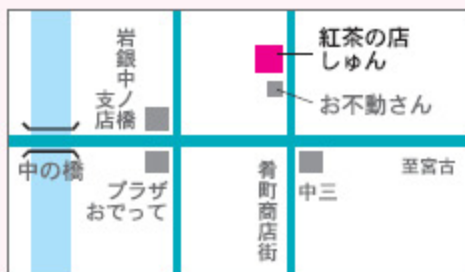 紅茶の店
しゅん
岩銀中ノ橋
支店
お不動さん
中の橋
プラザ
おでって
肴町商店街
中三
至宮古